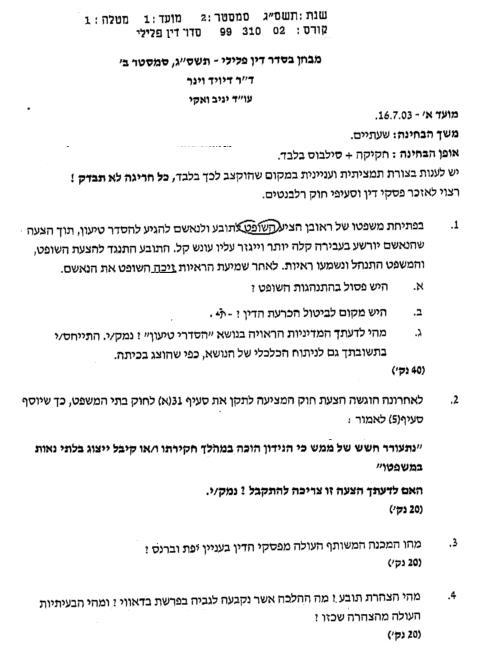 שנת: תשס״ג סמסטר: 2 מועד: 1 מטלה: 1
קורס: 02 310 99 סדר דין פלילי
מבחן בסדר דין פלילי - תשס״ג, סמסטר ב׳
ד״ר דיויד וינר
עו״ד יניב ואקי
מועד א׳ - 16.7.03.
משך הבחינה: שעתיים.
אופן הבחינה: חקיקה + סילבוס בלבד.
יש לענות בצורת תמציתית ועניינית במקום שהוקצב לכך בלבד, כל חריגה לא תבדק !
רצוי לאזכר פסקי דין וסעיפי חוק רלבנטים.
1. בפתיחת משפטו של ראובן הציע השופט לתובע ולנאשם להגיע להסדר טיעון, תוך הצעה
שהנאשם יורשע בעבירה קלה יותר וייגזר עליו עונש קל. התובע התנגד להצעת השופט,
והמשפט התנהל ונשמעו ראיות. לאחר שמיעת הראיות זיכה השופט את הנאשם.
א. היש פסול בהתנהגות השופט ?
ב. היש מקום לביטול הכרעת הדין ?
ג. מהי לדעתך המדיניות הראויה בנושא ״הסדרי טיעון״ ? נמק/י. התייחס/י
בתשובתך גם לניתוח הכלכלי של הנושא, כפי שהוצג בכיתה.
(40 נק׳)
2. לאחרונה הוגשה הצעת חוק המציעה לתקן את סעיף 31(א) לחוק בתי המשפט, כך שיוסף
סעיף(5) לאמור :
״נתעורר חשש של ממש כי הנידון הוכה במהלך חקירתו ו/או קיבל ייצוג בלתי נאות
במשפטו״
האם לדעתך הצעה זו צריכה להתקבל ? נמק/י.
(20 נק׳)
3. מהו המכנה המשותף העולה מפסקי הדין בעניין יפת וברנס ?
(20 נק׳)
4. מהי הצהרת תובע ? מה ההלכה אשר נקבעה לגביה בפרשת בדאווי ? ומהי הבעיתיות
העולה מהצהרה שכזו ?
(20 נק׳)